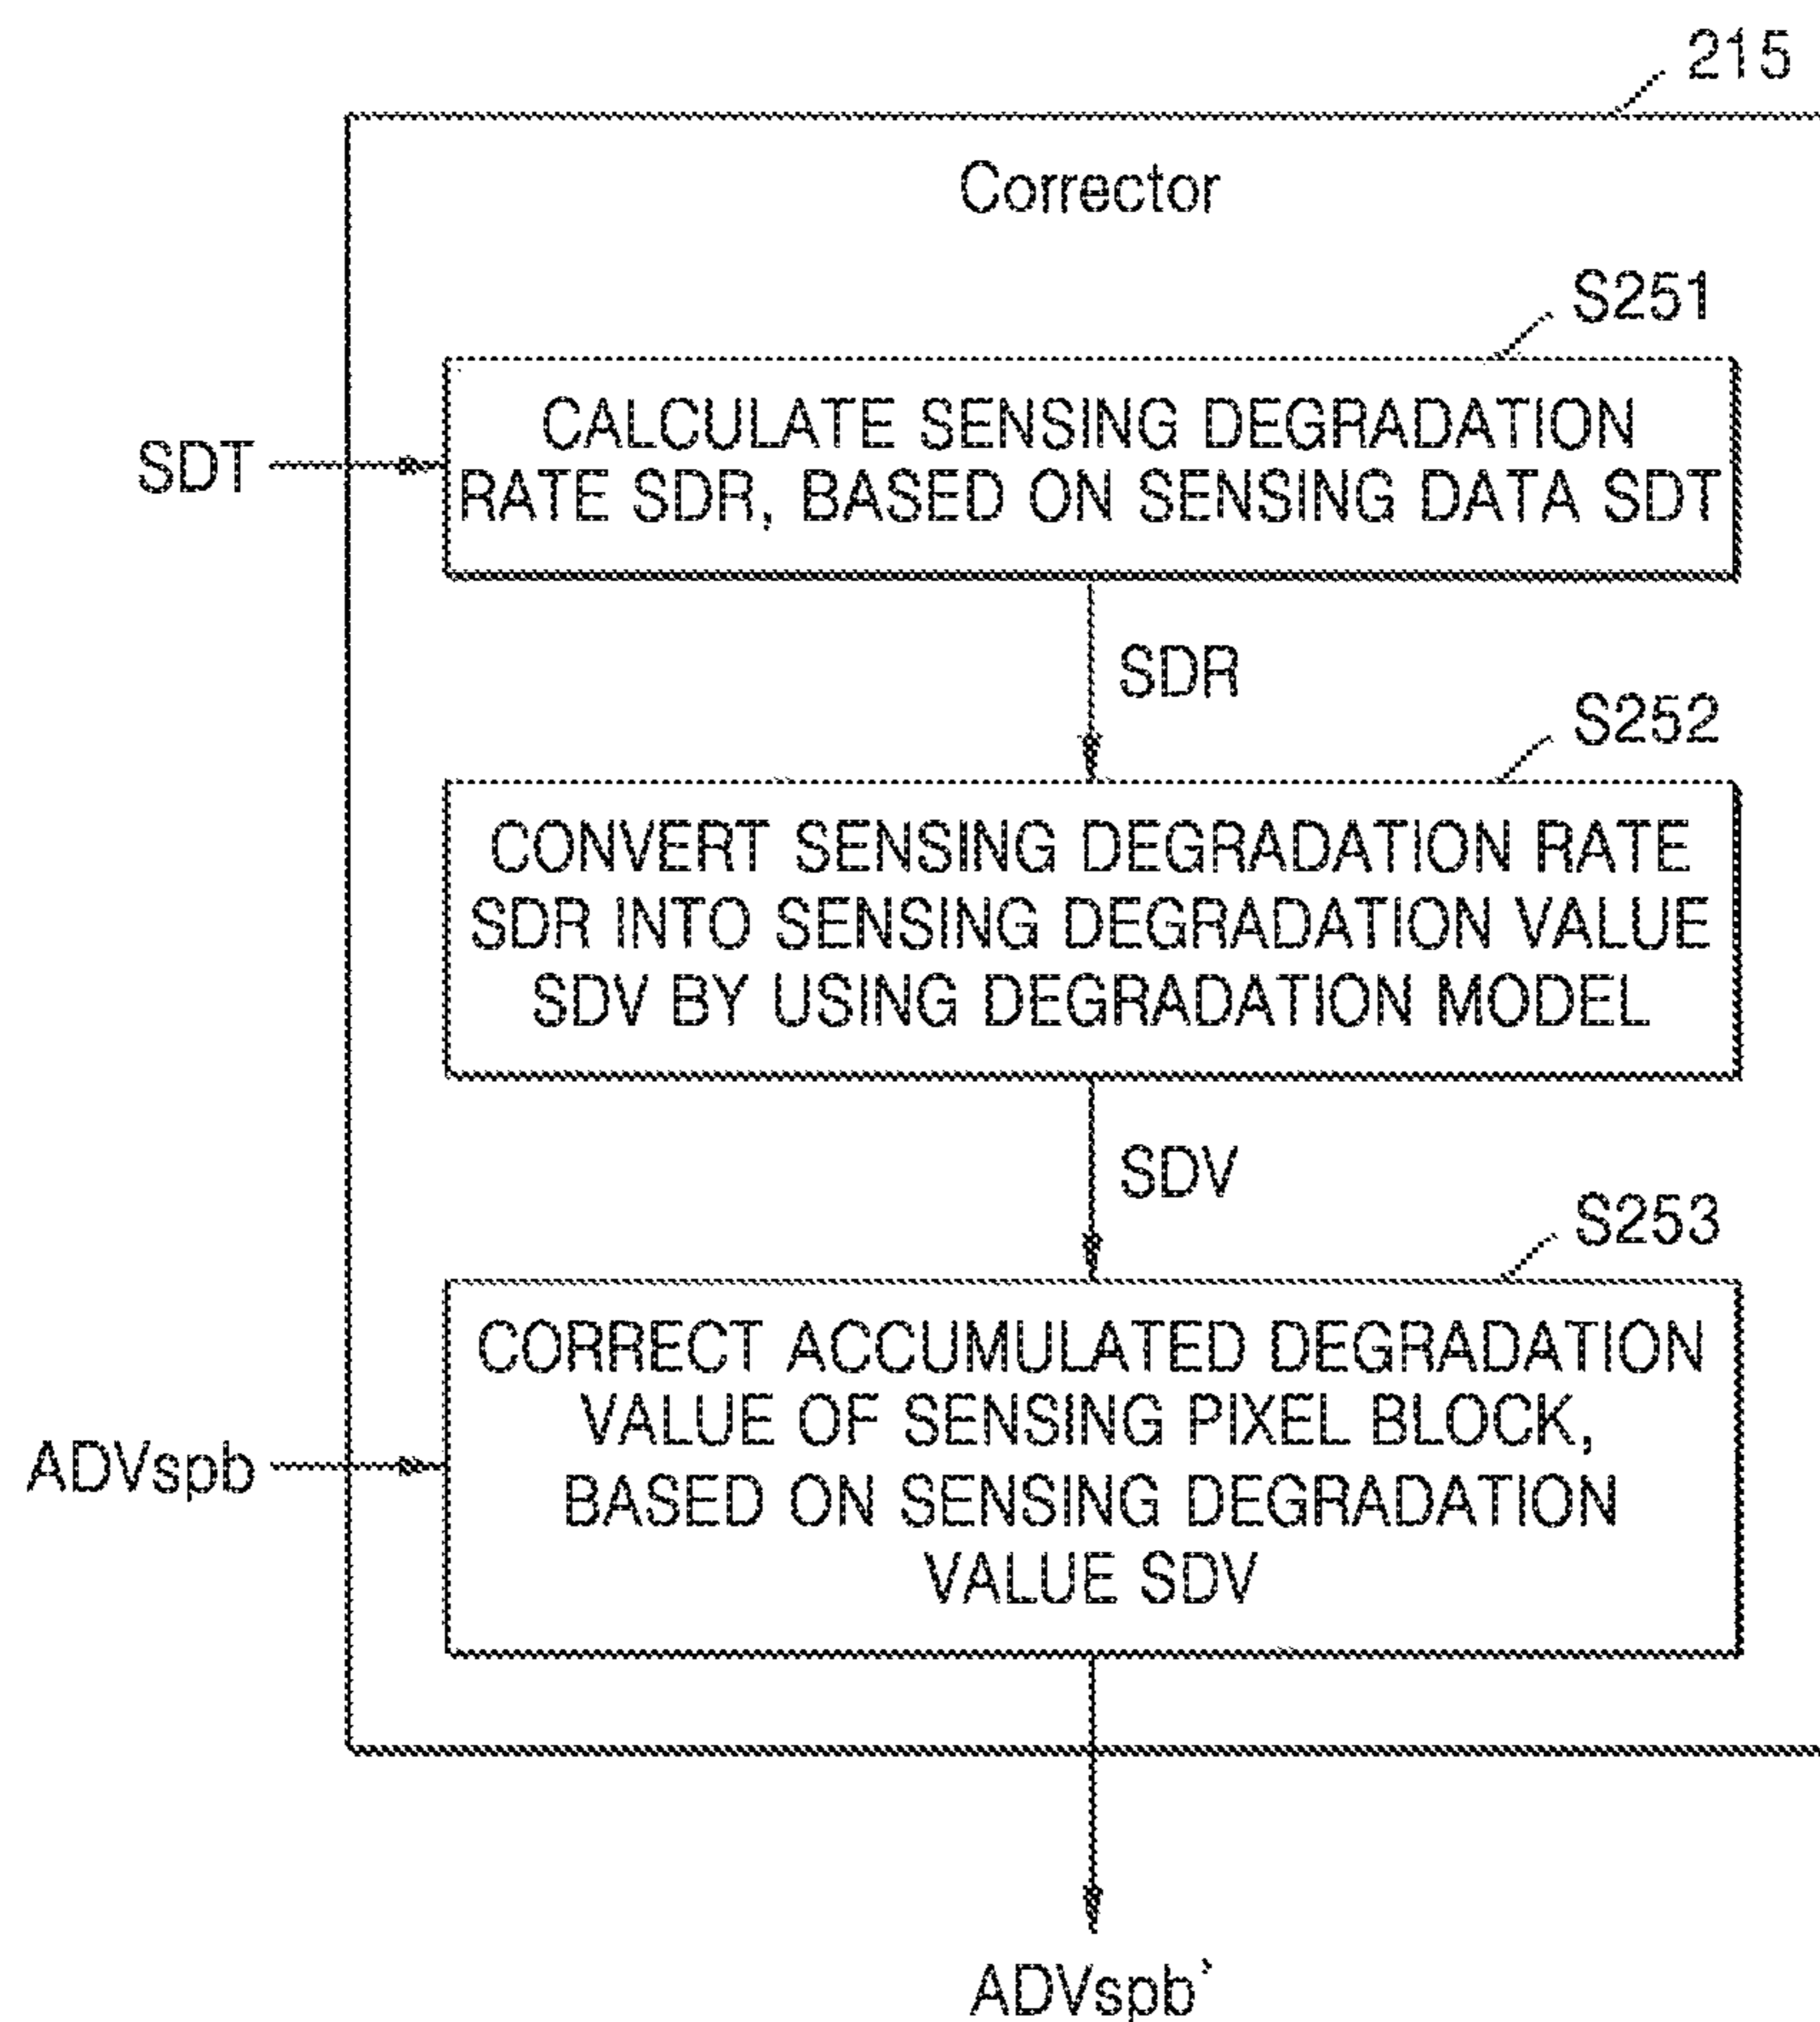 215
Corrector
S251
SDT
CALCULATE SENSING DEGRADATION
RATE SDR, BASED ON SENSING DATA SDT
SDR
S252
CONVERT SENSING DEGRADATION RATE
SDR INTO SENSING DEGRADATION VALUE
SDV BY USING DEGRADATION MODEL
SDV
S253
ADVspb
CORRECT ACCUMULATED DEGRADATION
VALUE OF SENSING PIXEL BLOCK,
BASED ON SENSING DEGRADATION
VALUE SDV
ADVspb'